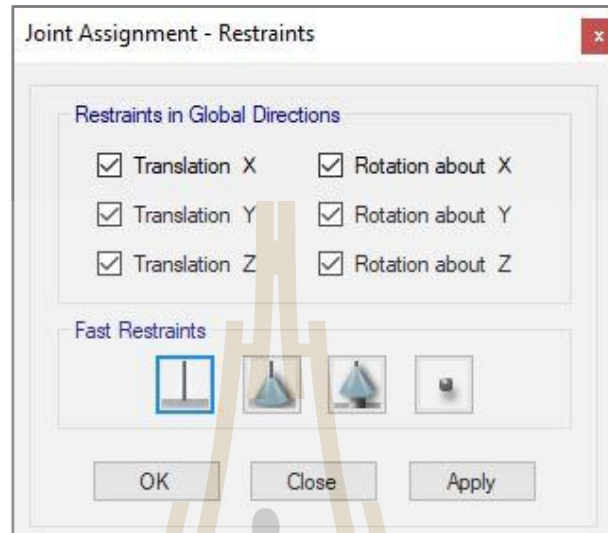 Joint Assignment - Restraints
x
Restraints in Global Directions
Translation X
Rotation about X
Translation Y
Rotation about Y
Translation Z
Rotation about Z
Fast Restraints
OK
Close
Apply